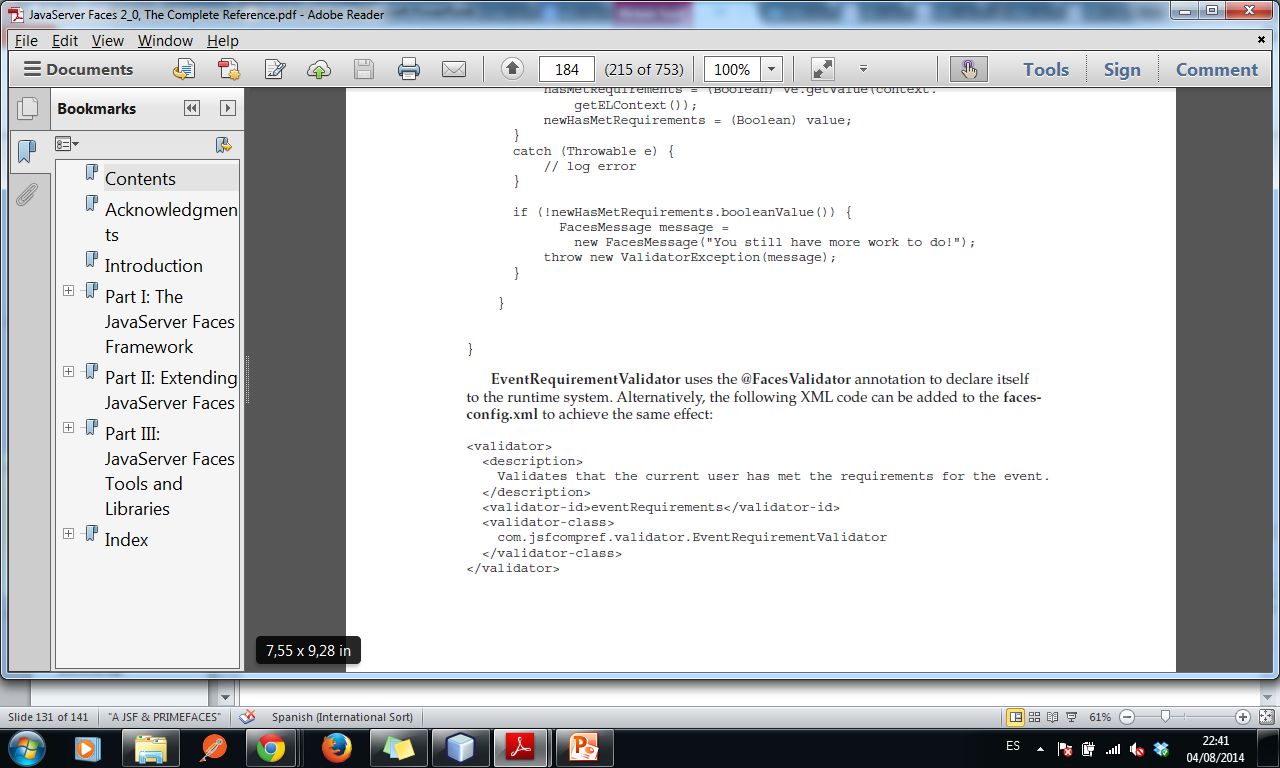 JavaServer Faces 2_0, The Complete Reference.pdf - Adobe Reader
File Edit View Window Help
Documents 184 (215 of 753) 100% Tools Sign Comment
Bookmarks
Contents
Acknowledgmen
ts
Introduction
Part I: The
JavaServer Faces
Framework
Part II: Extending
JavaServer Faces
Part III:
JavaServer Faces
Tools and
Libraries
Index
hasMetRequirements = (Boolean) ve.getValue(context.
getELContext());
newHasMetRequirements = (Boolean) value;
}
catch (Throwable e) {
// log error
}
if (!newHasMetRequirements.booleanValue()) {
FacesMessage message =
new FacesMessage("You still have more work to do!");
throw new ValidatorException(message);
}
}
}
EventRequirementValidator uses the @FacesValidator annotation to declare itself
to the runtime system. Alternatively, the following XML code can be added to the faces-
config.xml to achieve the same effect:
<validator>
<description>
Validates that the current user has met the requirements for the event.
</description>
<validator-id>eventRequirements</validator-id>
<validator-class>
com.jsfcompref.validator.EventRequirementValidator
</validator-class>
</validator>
7,55 x 9,28 in
Slide 131 of 141 "A JSF & PRIMEFACES" Spanish (International Sort) 61%
ES
22:41
04/08/2014